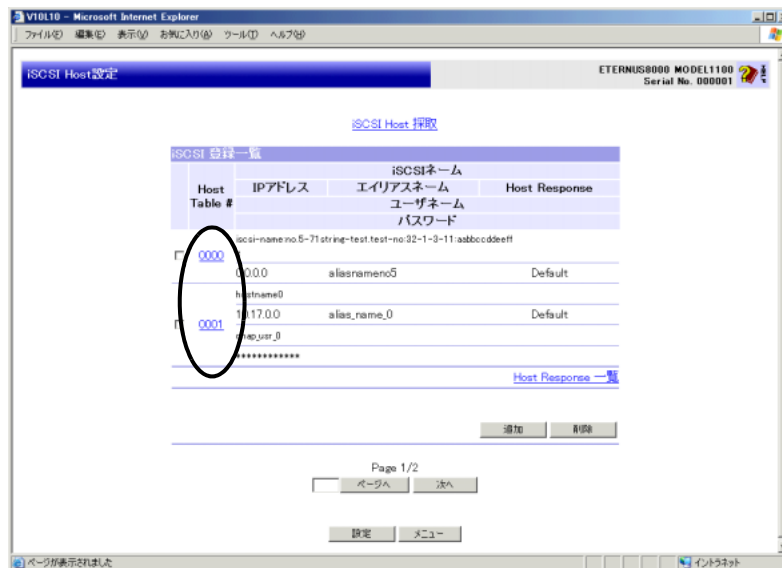 V10L10 - Microsoft Internet Explorer
ファイル(F) 編集(E) 表示(V) お気に入り(A) ツール(T) ヘルプ(H)
iSCSI Host設定
ETERNUS8000 MODEL1100
Serial No. 000001
iSCSI Host 採取
iSCSI 登録一覧
Host Table #
IPアドレス
iSCSIネーム
エイリアスネーム
ユーザネーム
パスワード
Host Response
iscsi-name:no.5-71string-test.test-no:32-1-3-11:aabbccddeeff
0000
0.0.0.0 aliasnameno5 Default
hostname0
0001
10.17.0.0 alias_name_0 Default
chap_usr_0
************
Host Response 一覧
追加 削除
Page 1/2
ページへ 次へ
設定 メニュー
ページが表示されました イントラネット